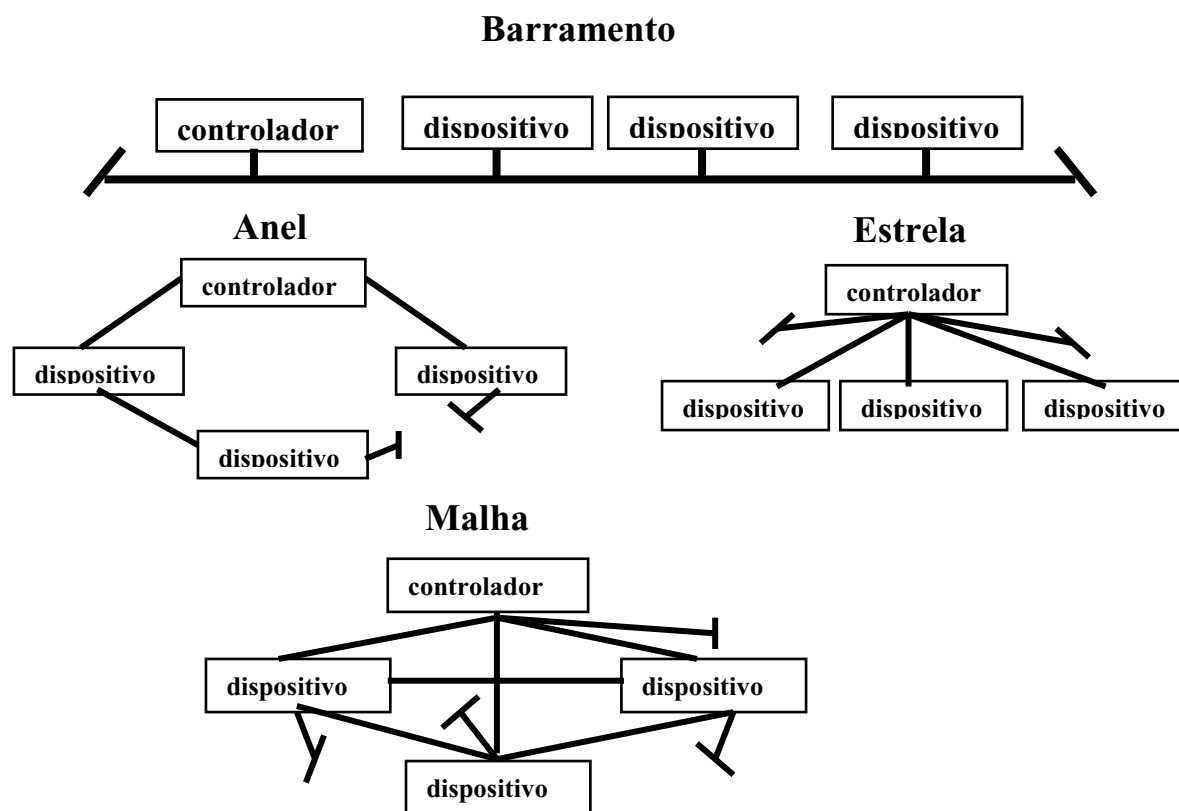 Barramento
controlador dispositivo dispositivo dispositivo
Anel
Estrela
controlador
controlador
dispositivo dispositivo
dispositivo dispositivo dispositivo
dispositivo
Malha
controlador
dispositivo dispositivo
dispositivo